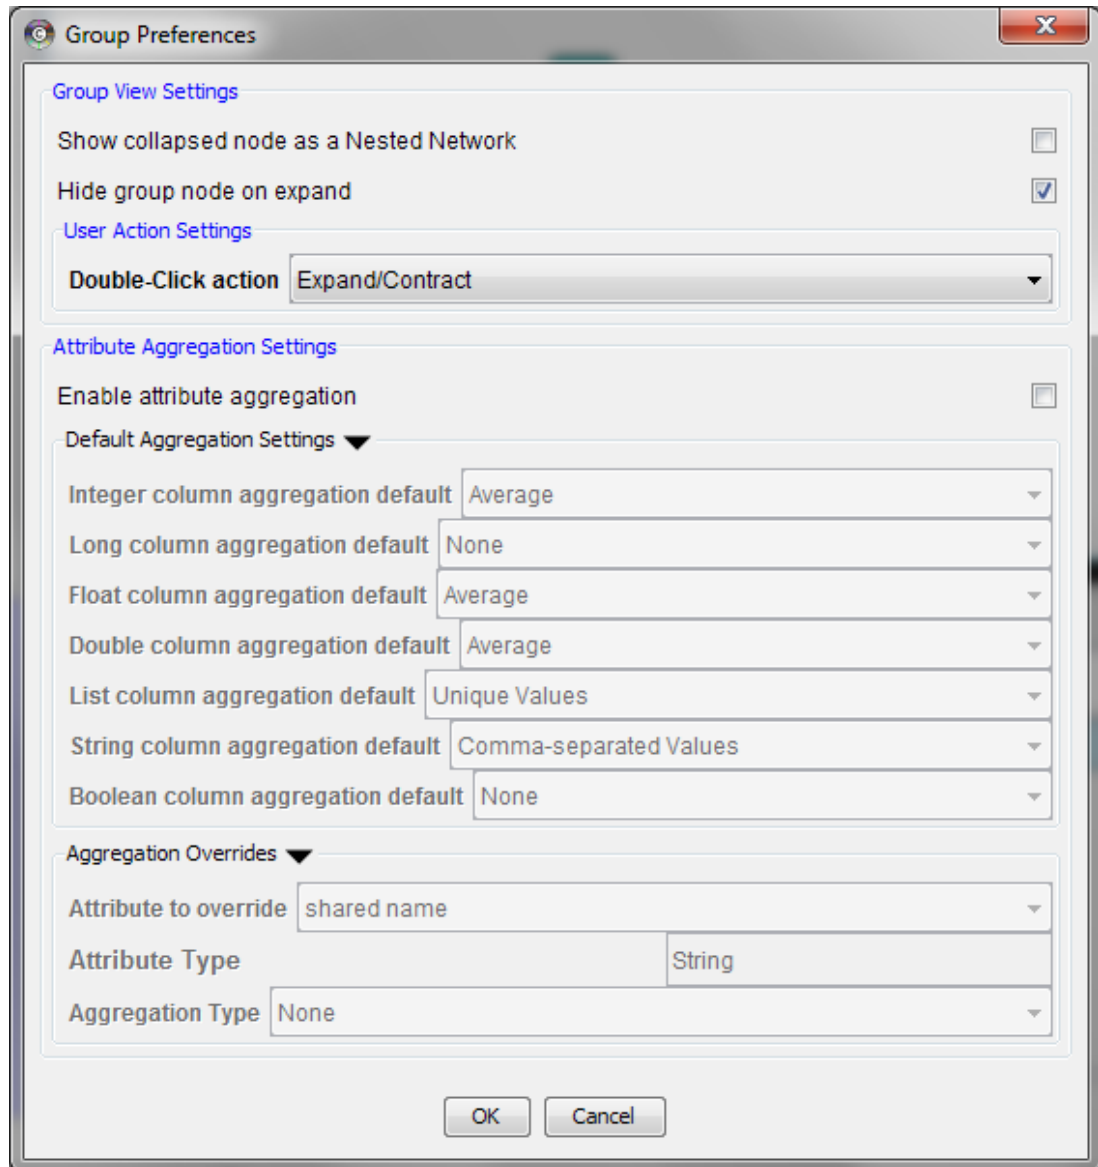 Group Preferences
Group View Settings
Show collapsed node as a Nested Network
Hide group node on expand
User Action Settings
Double-Click action Expand/Contract
Attribute Aggregation Settings
Enable attribute aggregation
Default Aggregation Settings
Integer column aggregation default Average
Long column aggregation default None
Float column aggregation default Average
Double column aggregation default Average
List column aggregation default Unique Values
String column aggregation default Comma-separated Values
Boolean column aggregation default None
Aggregation Overrides
Attribute to override shared name
Attribute Type String
Aggregation Type None
OK Cancel